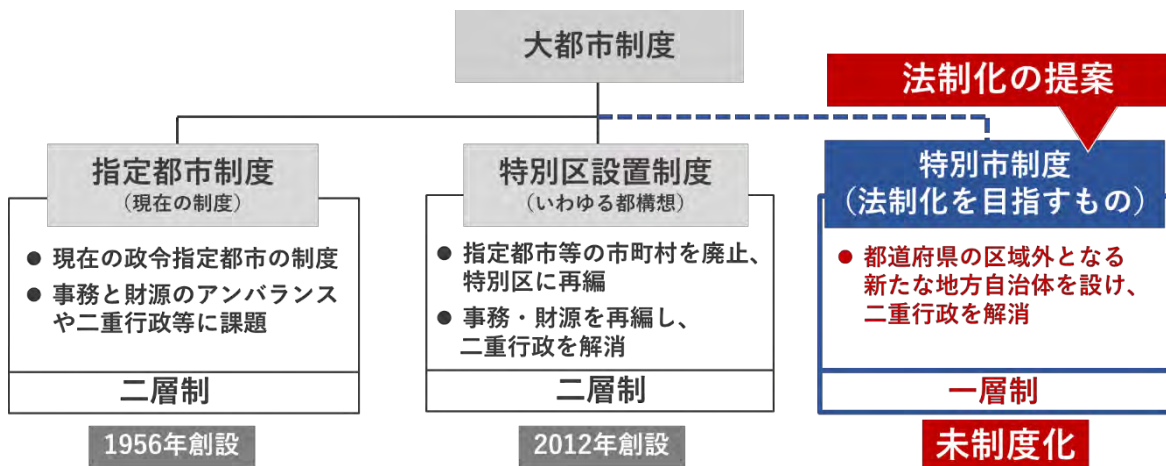 大都市制度
法制化の提案
指定都市制度
（現在の制度）
● 現在の政令指定都市の制度
● 事務と財源のアンバランス
や二重行政等に課題
二層制
1956年創設
特別区設置制度
（いわゆる都構想）
● 指定都市等の市町村を廃止、
特別区に再編
● 事務・財源を再編し、
二重行政を解消
二層制
2012年創設
特別市制度
（法制化を目指すもの）
● 都道府県の区域外となる
新たな地方自治体を設け、
二重行政を解消
一層制
未制度化